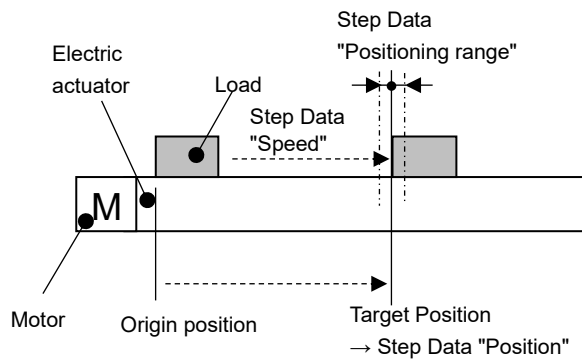 Step Data
"Positioning range"
Electric
actuator
Load
Step Data
"Speed"
M
Motor
Origin position
Target Position
→ Step Data "Position"